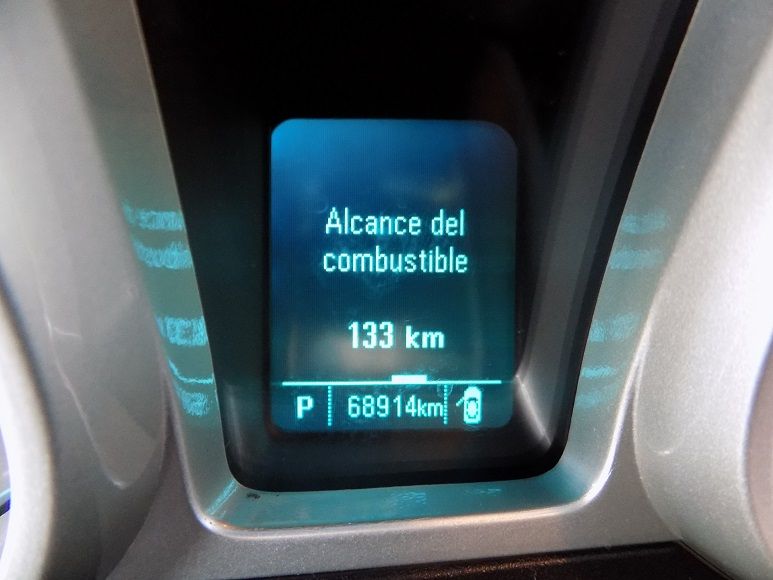 Alcance del
combustible
133 km
P 68914km